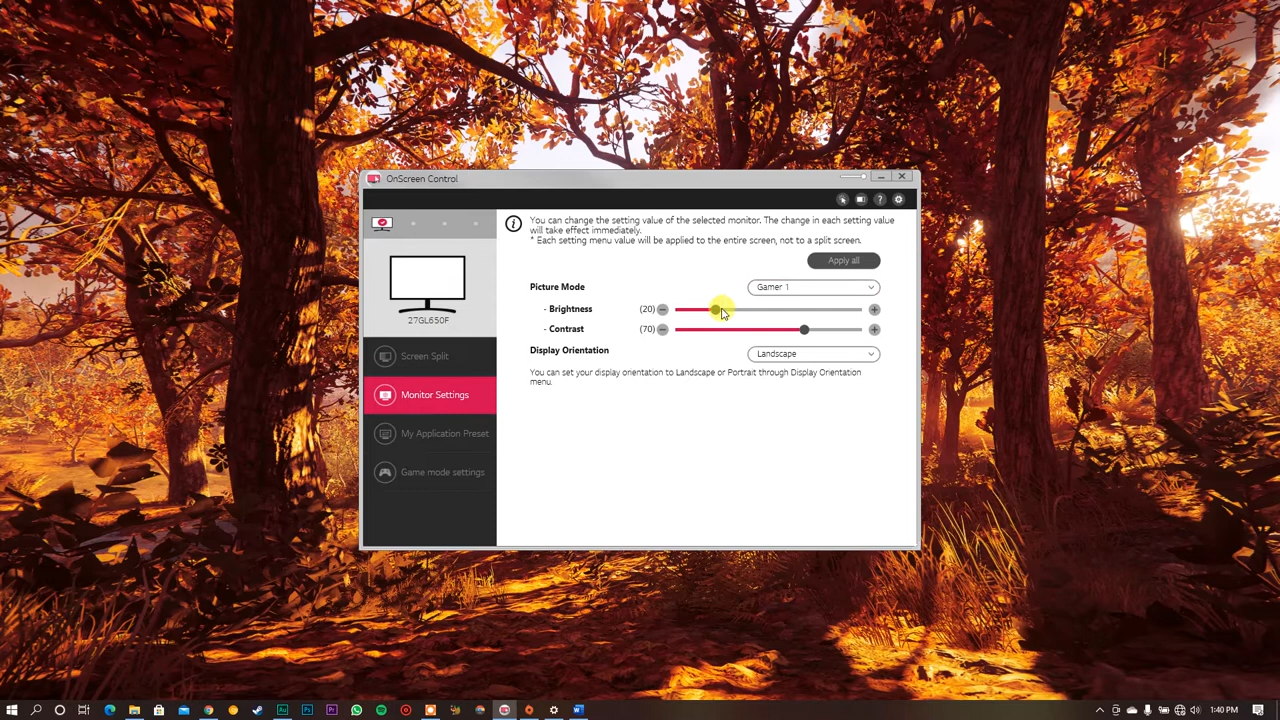 OnScreen Control
You can change the setting value of the selected monitor. The change in each setting value
will take effect immediately.
* Each setting menu value will be applied to the entire screen, not to a split screen.
Apply all
27GL650F
Screen Split
Monitor Settings
My Application Preset
Game mode settings
Picture Mode
Gamer 1
- Brightness
(20)
- Contrast
(70)
Display Orientation
Landscape
You can set your display orientation to Landscape or Portrait through Display Orientation
menu.
Au
Ps
Pr
W
1:40 PM